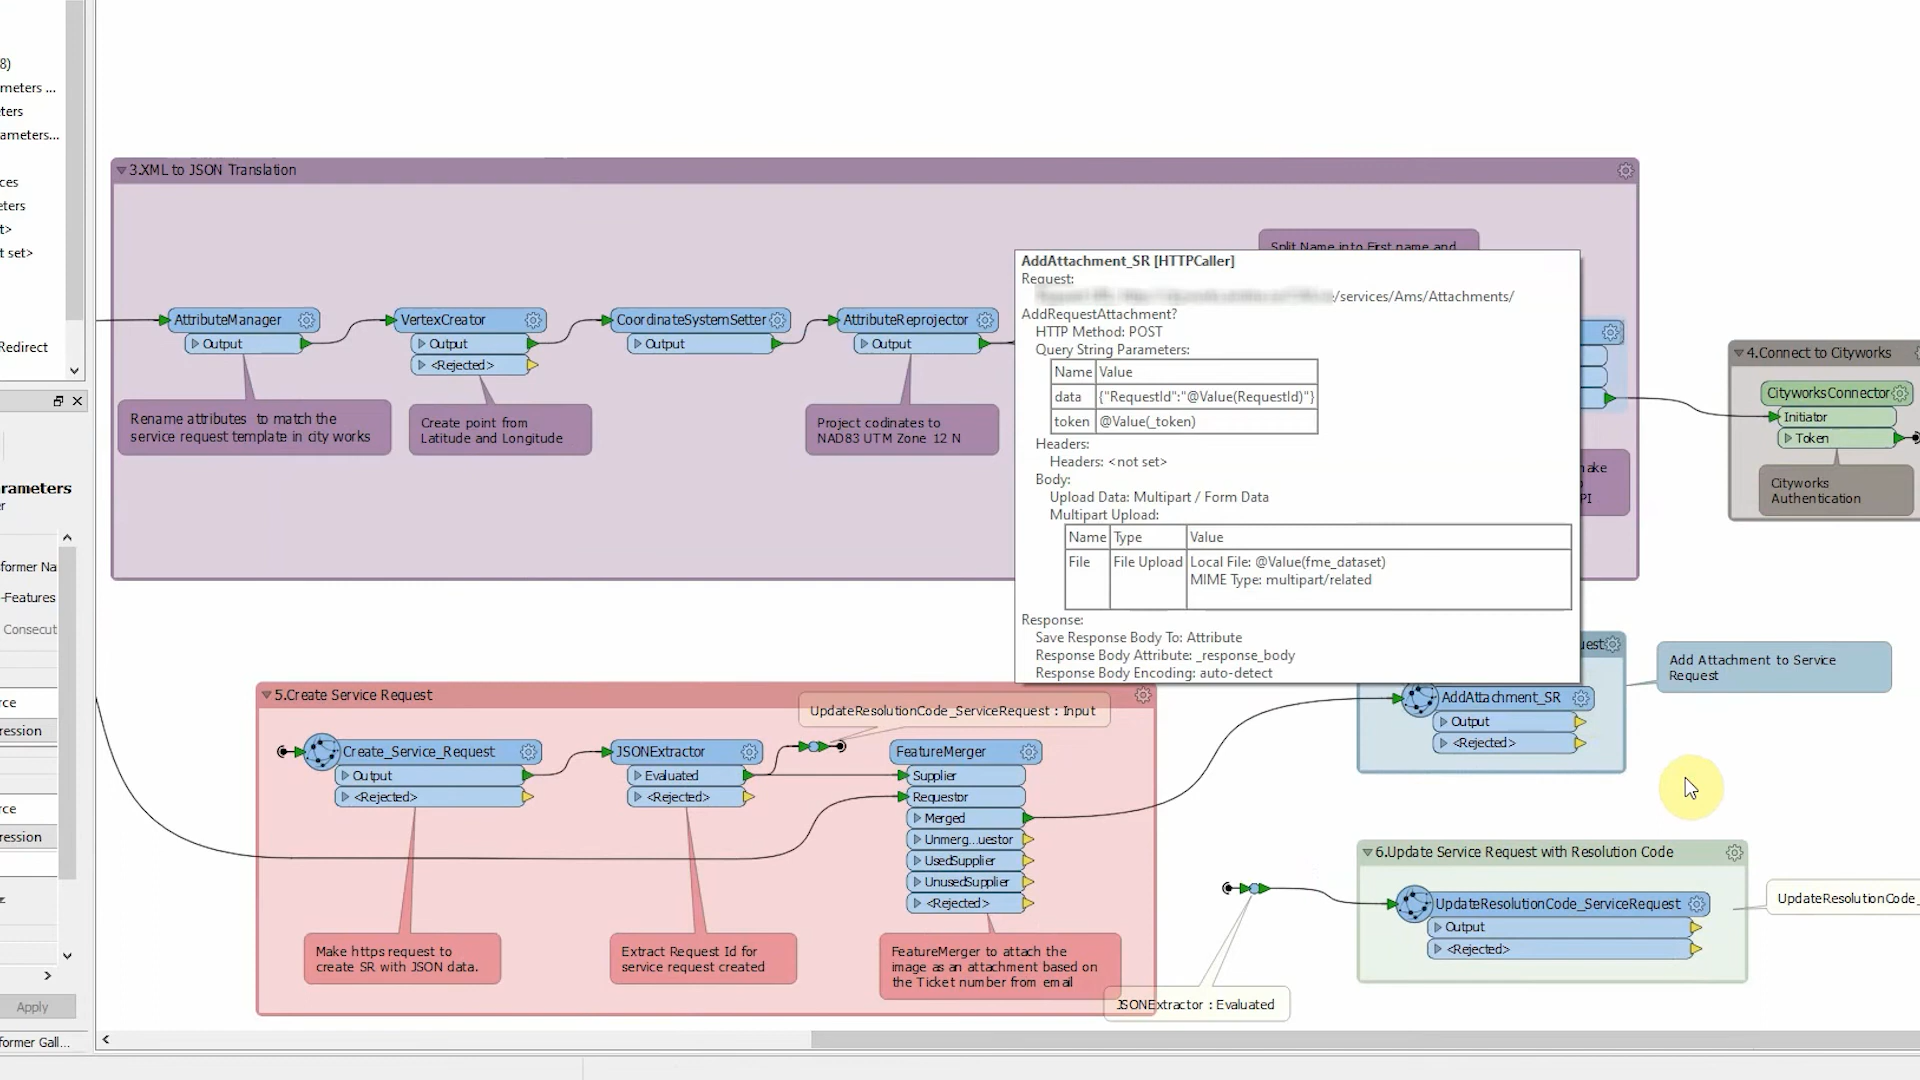 8)
meters ...
ters
ameters...
ces
eters
t>
t set>
Redirect
arameters
er
former Na
-Features
Consecut
rce
ression
rce
ression
Apply
former Gall...
3.XML to JSON Translation
Split Name into First name and
AttributeManager
Output
VertexCreator
Output
<Rejected>
CoordinateSystemSetter
Output
AttributeReprojector
Output
Rename attributes to match the
service request template in city works
Create point from
Latitude and Longitude
Project codinates to
NAD83 UTM Zone 12 N
AddAttachment_SR [HTTPCaller]
Request:
/services/Ams/Attachments/
AddRequestAttachment?
HTTP Method: POST
Query String Parameters:
Name Value
data {"RequestId":"@Value(RequestId)"}
token @Value(_token)
Headers:
Headers: <not set>
Body:
Upload Data: Multipart / Form Data
Multipart Upload:
Name Type Value
File File Upload Local File: @Value(fme_dataset)
MIME Type: multipart/related
Response:
Save Response Body To: Attribute
Response Body Attribute: _response_body
Response Body Encoding: auto-detect
make
PI
4.Connect to Cityworks
CityworksConnector
Initiator
Token
Cityworks
Authentication
5.Create Service Request
UpdateResolutionCode_ServiceRequest : Input
Create_Service_Request
Output
<Rejected>
JSONExtractor
Evaluated
<Rejected>
FeatureMerger
Supplier
Requestor
Merged
Unmerg...uestor
UsedSupplier
UnusedSupplier
<Rejected>
Make https request to
create SR with JSON data.
Extract Request Id for
service request created
FeatureMerger to attach the
image as an attachment based on
the Ticket number from email
JSONExtractor : Evaluated
uest
AddAttachment_SR
Output
<Rejected>
Add Attachment to Service
Request
6.Update Service Request with Resolution Code
UpdateResolutionCode_ServiceRequest
Output
<Rejected>
UpdateResolutionCode_